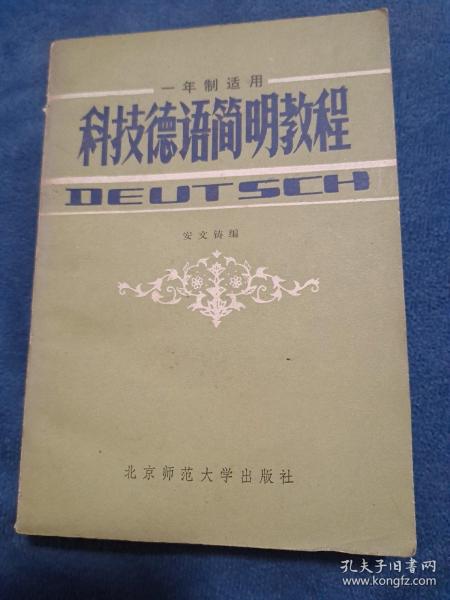 一年制适用
科技德语简明教程
DEUTSCH
安文铸编
北京师范大学出版社
孔夫子旧书网
www.kongfz.com